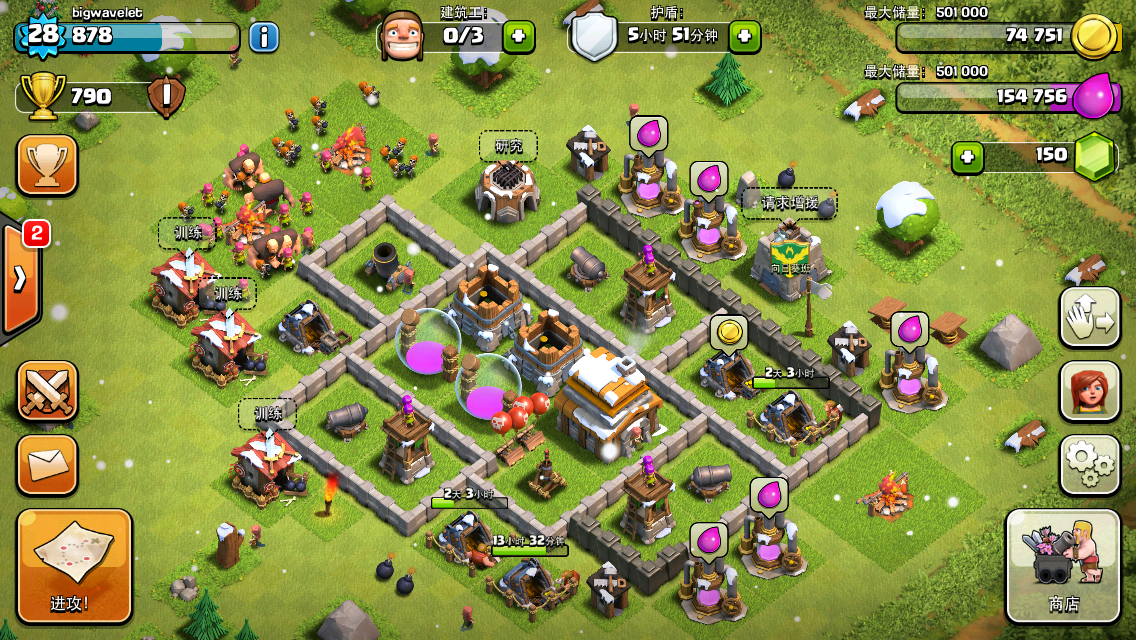 bigwavelet
28 878
790
建筑工:
0/3
护盾:
5小时 51分钟
最大储量: 501 000
74 751
最大储量: 501 000
154 756
150
研究
请求增援
训练
2
训练
2天 3小时
训练
2天 3小时
13小时 32分钟
进攻!
商店